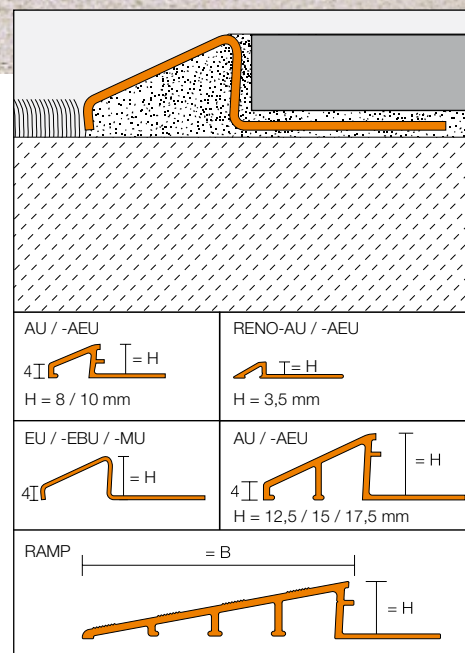 AU / -AEU
4
= H
H = 8 / 10 mm
RENO-AU / -AEU
= H
H = 3,5 mm
EU / -EBU / -MU
4
= H
AU / -AEU
4
= H
H = 12,5 / 15 / 17,5 mm
RAMP
= B
= H